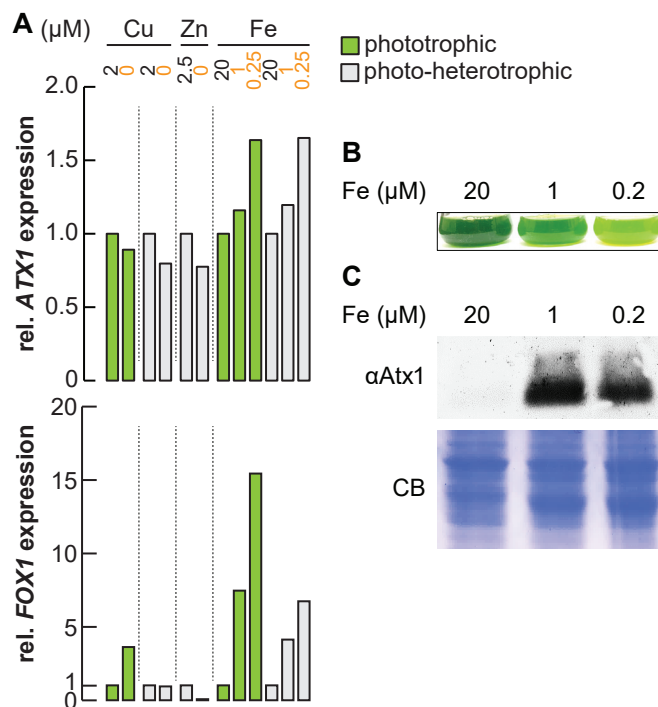 A (μM) Cu Zn Fe
2 0 2 0 2.5 0 20 1 0.25 20 1 0.25
phototrophic
photo-heterotrophic
2.0
1.5
1.0
0.5
0
rel. ATX1 expression
20
15
10
5
1
0
rel. FOX1 expression
B
Fe (μM) 20 1 0.2
C
Fe (μM) 20 1 0.2
αAtx1
CB